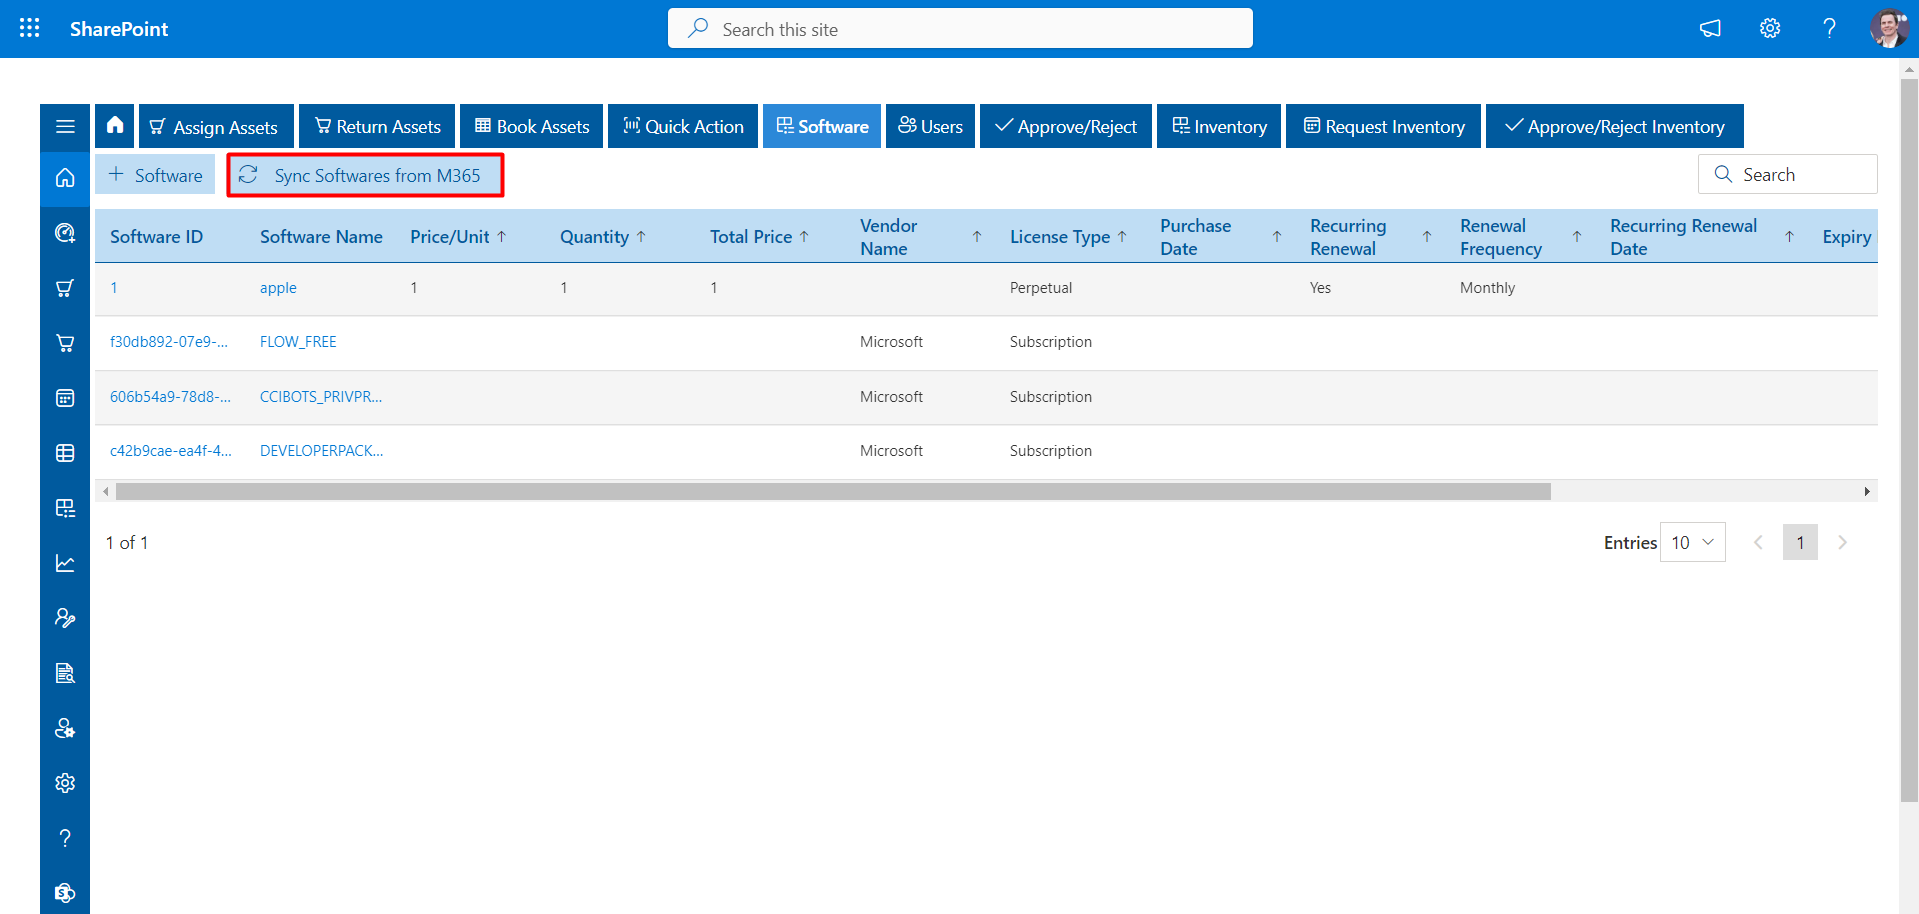 SharePoint
Search this site
Assign Assets
Return Assets
Book Assets
Quick Action
Software
Users
Approve/Reject
Inventory
Request Inventory
Approve/Reject Inventory
Software
Sync Softwares from M365
Search
Software ID
Software Name
Price/Unit
Quantity
Total Price
Vendor
Name
License Type
Purchase
Date
Recurring
Renewal
Renewal
Frequency
Recurring Renewal
Date
Expiry
1 apple 1 1 1 Perpetual Yes Monthly
f30db892-07e9-... FLOW_FREE Microsoft Subscription
606b54a9-78d8-... CCIBOTS_PRIVPR... Microsoft Subscription
c42b9cae-ea4f-4... DEVELOPERPACK... Microsoft Subscription
1 of 1
Entries 10 1